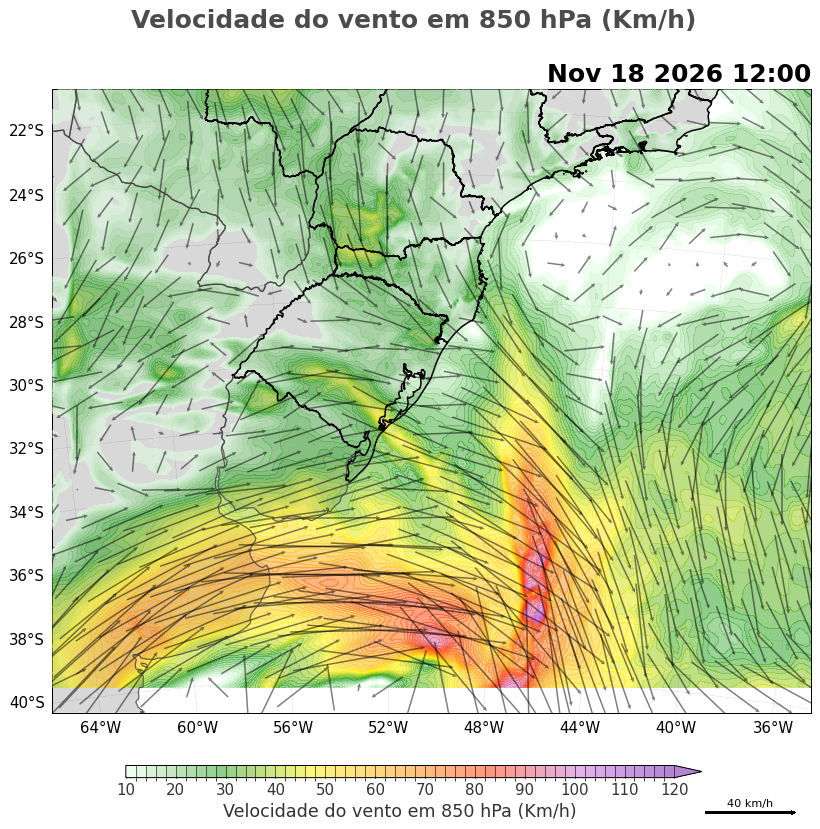 Velocidade do vento em 850 hPa (Km/h)
Nov 18 2026 12:00
22°S
24°S
26°S
28°S
30°S
32°S
34°S
36°S
38°S
40°S
64°W 60°W 56°W 52°W 48°W 44°W 40°W 36°W
10 20 30 40 50 60 70 80 90 100 110 120
Velocidade do vento em 850 hPa (Km/h)
40 km/h